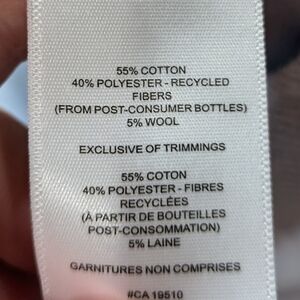 55% COTTON
40% POLYESTER - RECYCLED
FIBERS
(FROM POST-CONSUMER BOTTLES)
5% WOOL
EXCLUSIVE OF TRIMMINGS
55% COTON
40% POLYESTER - FIBRES
RECYCLÉES
(À PARTIR DE BOUTEILLES
POST-CONSOMMATION)
5% LAINE
GARNITURES NON COMPRISES
#CA 19510